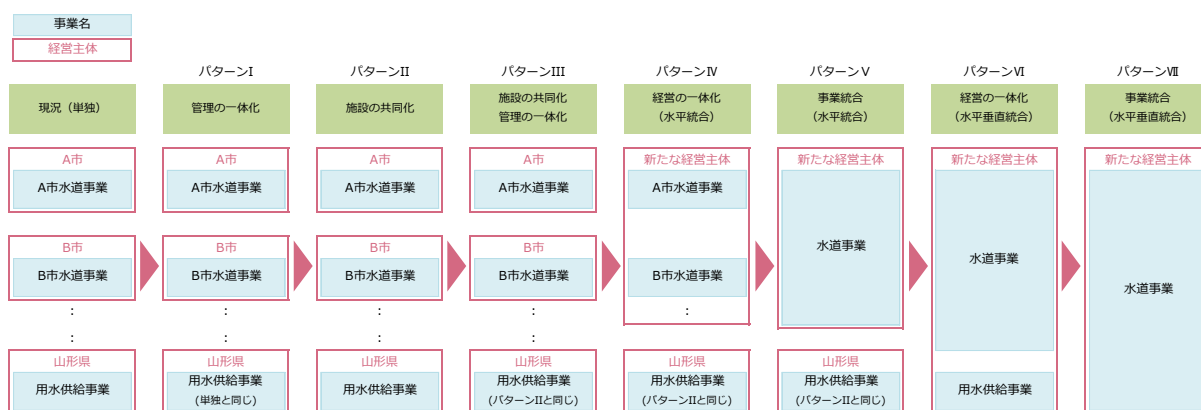 事業名
経営主体
パターンI
パターンII
パターンIII
パターンⅣ
パターンⅤ
パターンⅥ
パターンⅦ
現況（単独）
管理の一体化
施設の共同化
施設の共同化
管理の一体化
経営の一体化
（水平統合）
事業統合
（水平統合）
経営の一体化
（水平垂直統合）
事業統合
（水平垂直統合）
A市
A市水道事業
B市
B市水道事業
：
：
山形県
用水供給事業
A市
A市水道事業
B市
B市水道事業
：
：
山形県
用水供給事業
(単独と同じ)
A市
A市水道事業
B市
B市水道事業
：
：
山形県
用水供給事業
A市
A市水道事業
B市
B市水道事業
：
：
山形県
用水供給事業
(パターンIIと同じ)
新たな経営主体
A市水道事業
B市水道事業
：
山形県
用水供給事業
(パターンIIと同じ)
新たな経営主体
水道事業
山形県
用水供給事業
(パターンIIと同じ)
新たな経営主体
水道事業
用水供給事業
新たな経営主体
水道事業